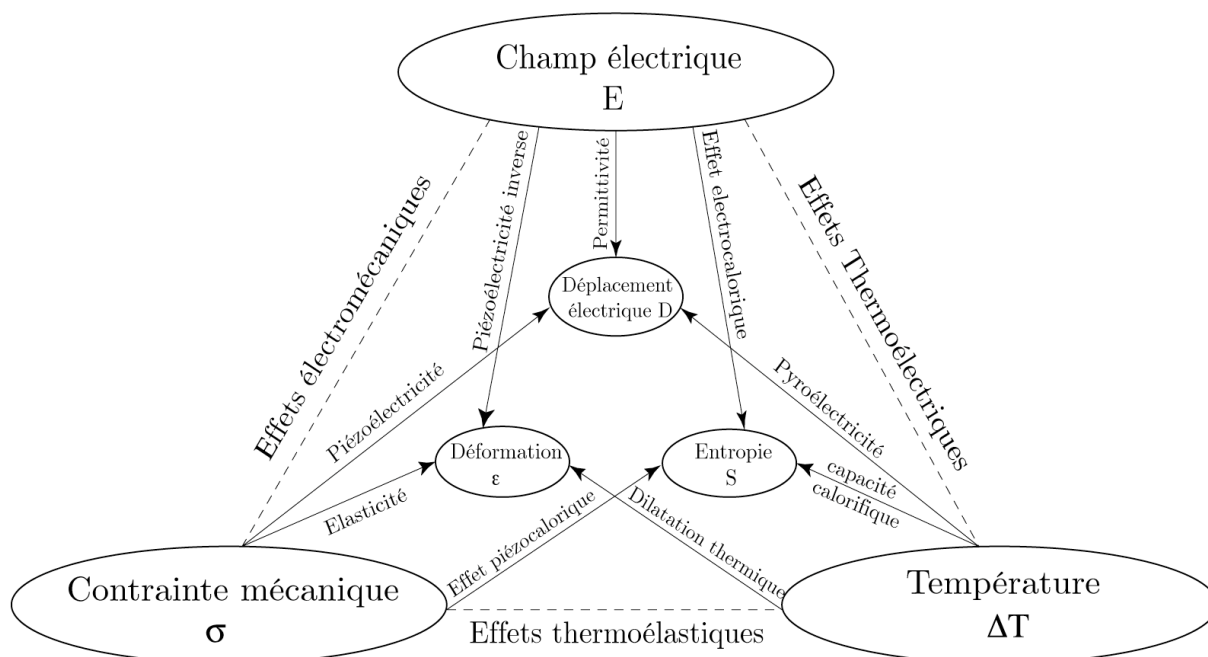 Champ électrique
E
Effets électromécaniques
Piézoélectricité inverse
Permittivité
Effet electrocalorique
Effets Thermoélectriques
Déplacement
électrique D
Piézoélectricité
Pyroélectricité
Déformation
ε
Entropie
S
Elasticité
capacité
calorifique
Effet piézocalorique
Dilatation thermique
Contrainte mécanique
σ
Température
ΔT
Effets thermoélastiques